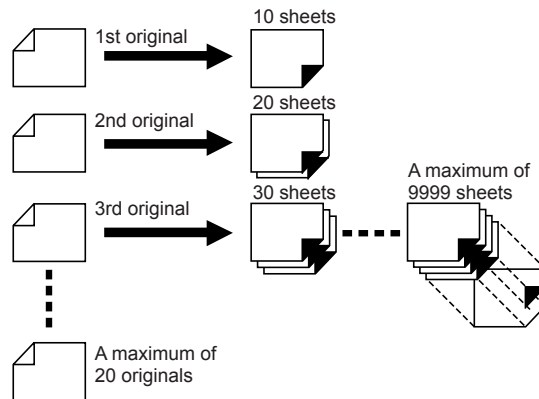 10 sheets
1st original
20 sheets
2nd original
30 sheets
3rd original
A maximum of
9999 sheets
A maximum of
20 originals